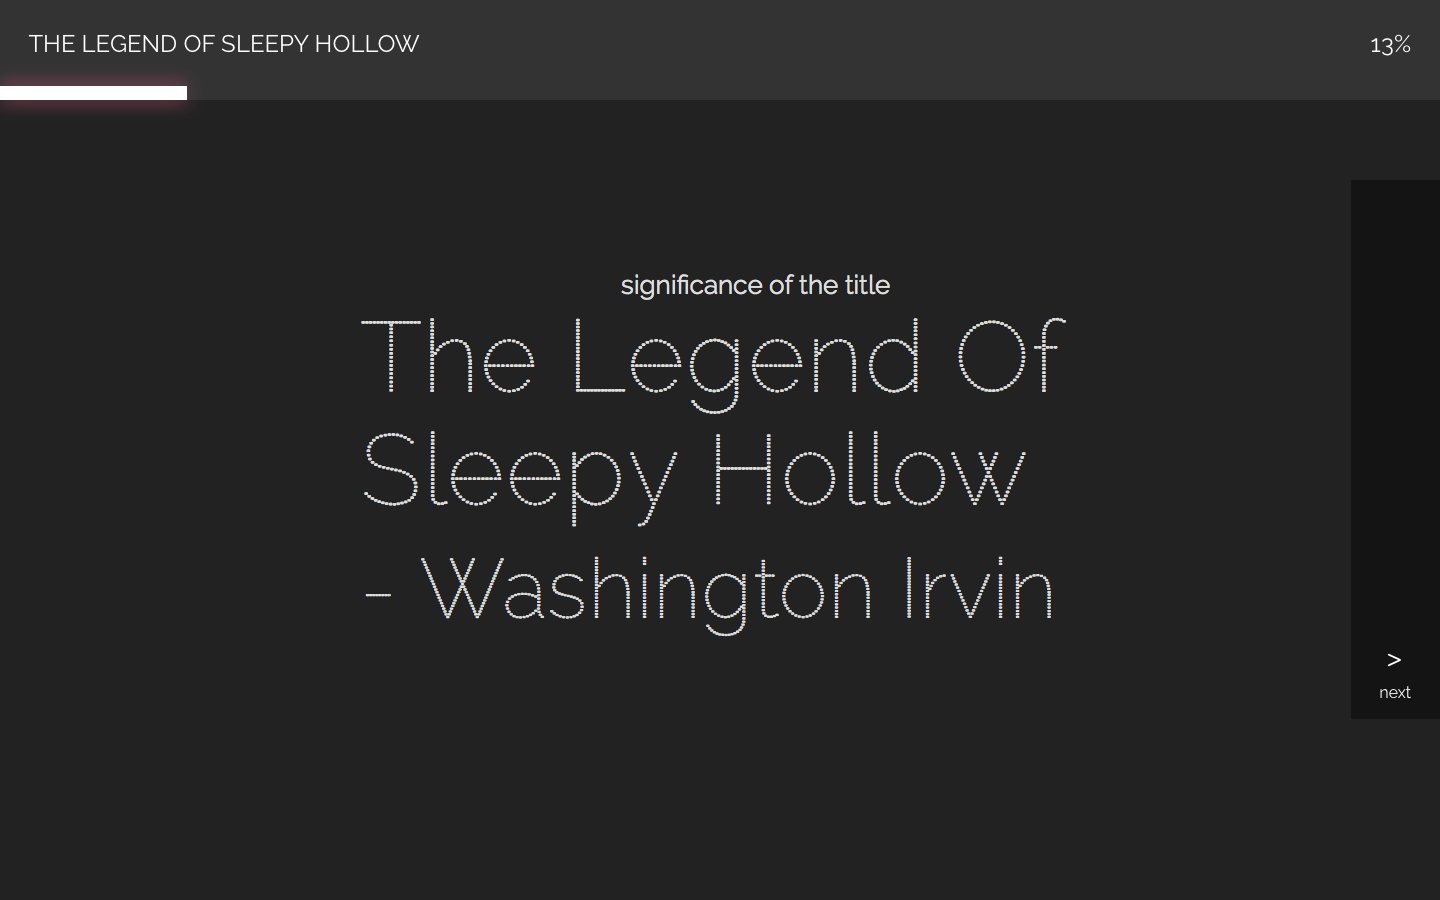 THE LEGEND OF SLEEPY HOLLOW
13%
significance of the title
The Legend Of
Sleepy Hollow
– Washington Irvin
>
next